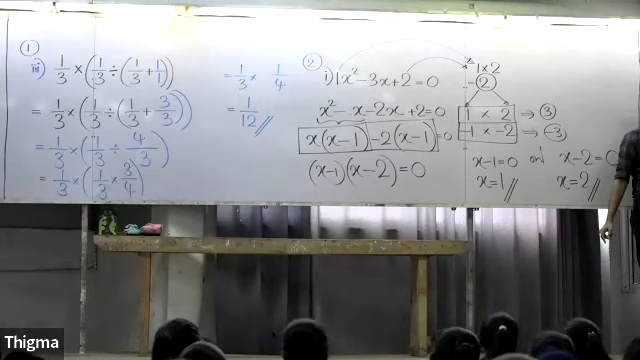 ①
iii) 1/3 × (1/3 ÷ (1/3 + 1/1))
= 1/3 × (1/3 ÷ (1/3 + 3/3))
= 1/3 × (1/3 ÷ 4/3)
= 1/3 × (1/3 × 3/4)
= 1/3 × 1/4
= 1/12 //
②
i) 1x² - 3x + 2 = 0
x² - x - 2x + 2 = 0
x(x-1) - 2(x-1) = 0
(x-1)(x-2) = 0
1×2
2
1 × 2 ⇒ ③
-1 × -2 ⇒ -3
x-1=0 and x-2=0
x=1 // x=2 //
Thigma